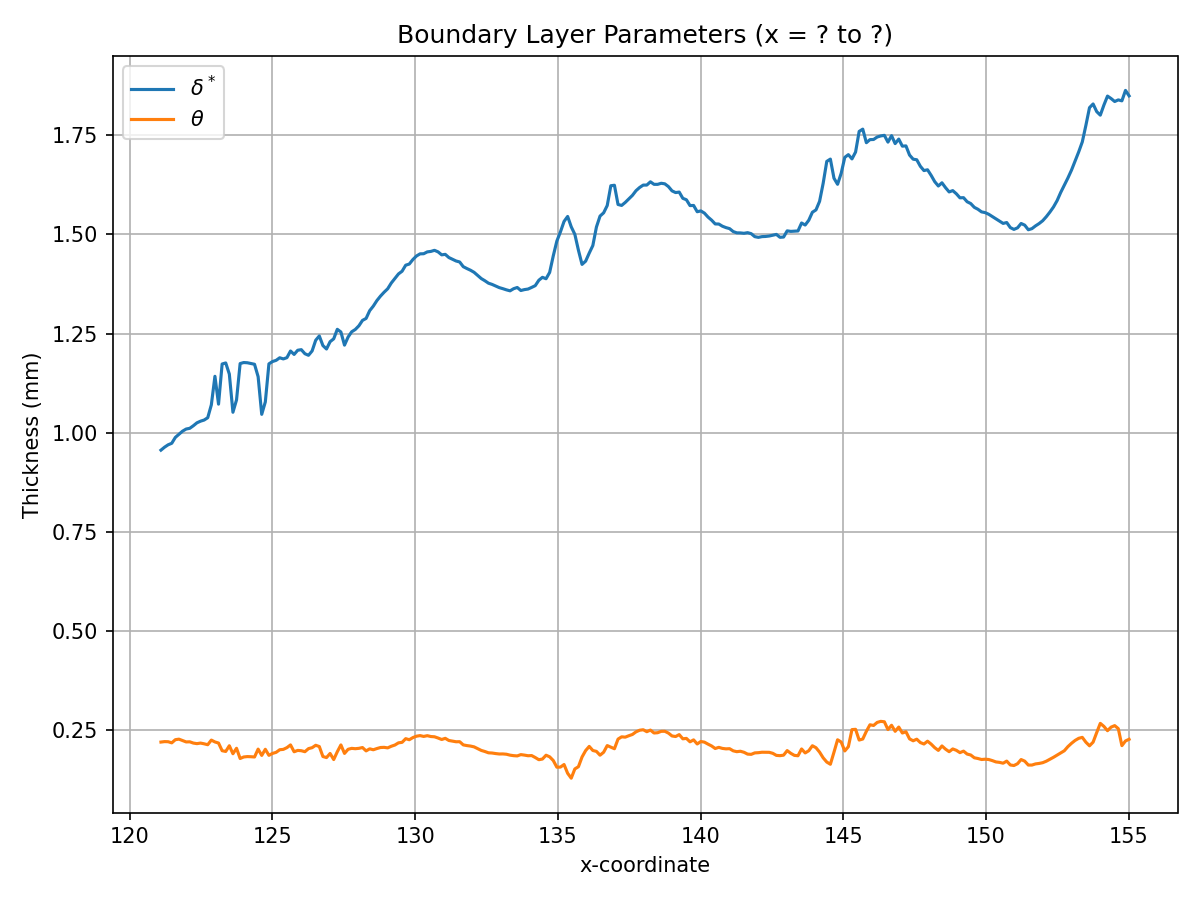 Boundary Layer Parameters (x = ? to ?)
δ*
θ
Thickness (mm)
1.75
1.50
1.25
1.00
0.75
0.50
0.25
120 125 130 135 140 145 150 155
x-coordinate